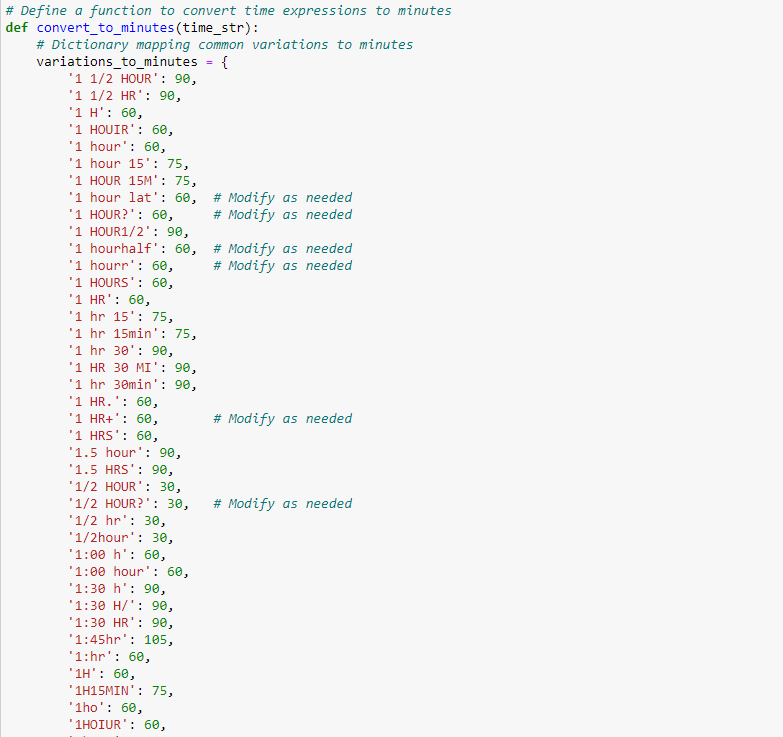 # Define a function to convert time expressions to minutes
def convert_to_minutes(time_str):
    # Dictionary mapping common variations to minutes
    variations_to_minutes = {
        '1 1/2 HOUR': 90,
        '1 1/2 HR': 90,
        '1 H': 60,
        '1 HOUIR': 60,
        '1 hour': 60,
        '1 hour 15': 75,
        '1 HOUR 15M': 75,
        '1 hour lat': 60,  # Modify as needed
        '1 HOUR?': 60,     # Modify as needed
        '1 HOUR1/2': 90,
        '1 hourhalf': 60,  # Modify as needed
        '1 hourr': 60,     # Modify as needed
        '1 HOURS': 60,
        '1 HR': 60,
        '1 hr 15': 75,
        '1 hr 15min': 75,
        '1 hr 30': 90,
        '1 HR 30 MI': 90,
        '1 hr 30min': 90,
        '1 HR.': 60,
        '1 HR+': 60,       # Modify as needed
        '1 HRS': 60,
        '1.5 hour': 90,
        '1.5 HRS': 90,
        '1/2 HOUR': 30,
        '1/2 HOUR?': 30,   # Modify as needed
        '1/2 hr': 30,
        '1/2hour': 30,
        '1:00 h': 60,
        '1:00 hour': 60,
        '1:30 h': 90,
        '1:30 H/': 90,
        '1:30 HR': 90,
        '1:45hr': 105,
        '1:hr': 60,
        '1H': 60,
        '1H15MIN': 75,
        '1ho': 60,
        '1HOIUR': 60,